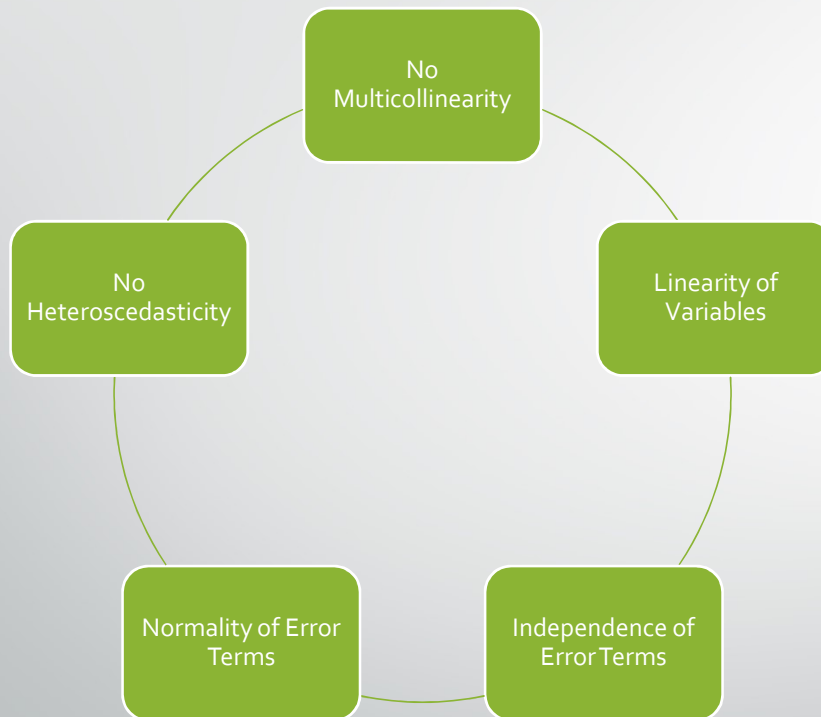 No
Multicollinearity
Linearity of
Variables
Independence of
Error Terms
Normality of Error
Terms
No
Heteroscedasticity